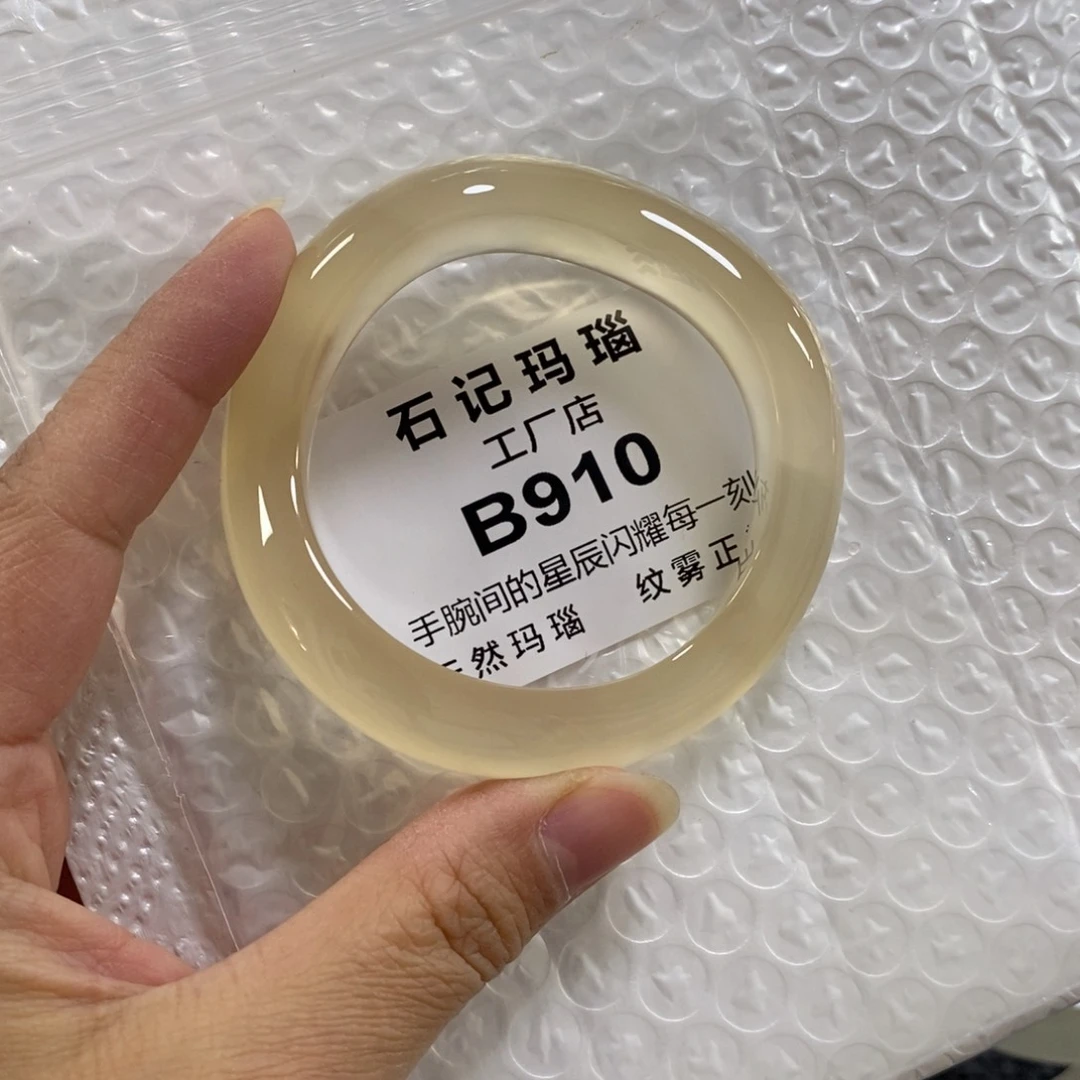 石记玛瑙
工厂店
B910
手腕间的星辰闪耀每一刻
然玛瑙 纹雾正